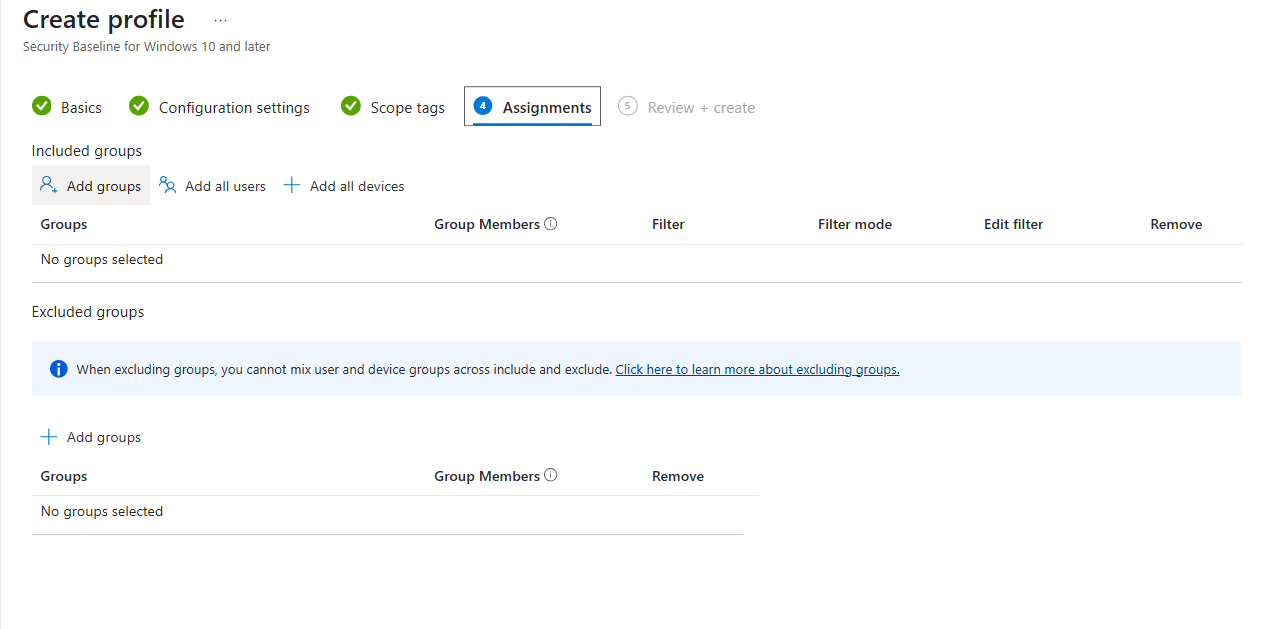 Create profile ...
Security Baseline for Windows 10 and later
Basics Configuration settings Scope tags 4 Assignments 5 Review + create
Included groups
Add groups Add all users Add all devices
Groups Group Members Filter Filter mode Edit filter Remove
No groups selected
Excluded groups
When excluding groups, you cannot mix user and device groups across include and exclude. Click here to learn more about excluding groups.
Add groups
Groups Group Members Remove
No groups selected